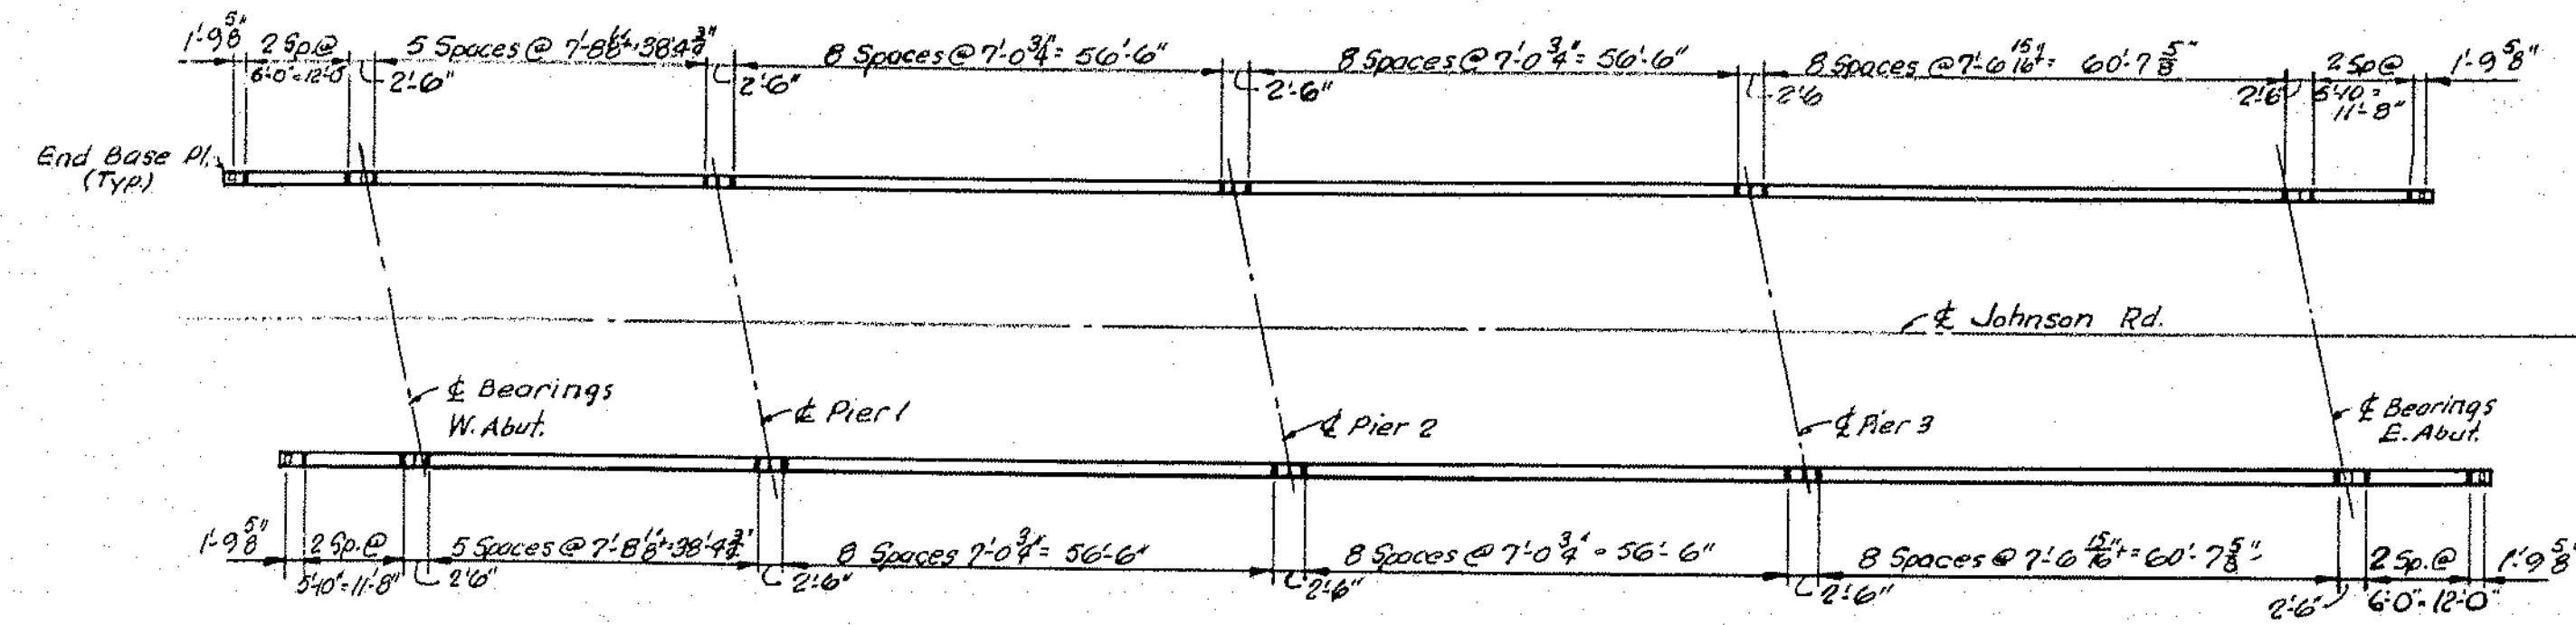 1'-9 5/8"
2 Sp.@
6'-0"=12'-0"
2'-6"
5 Spaces @ 7'-8 1/8"+=38'-4 3/4"
2'-6"
8 Spaces @ 7'-0 3/4"= 56'-6"
2'-6"
8 Spaces @ 7'-0 3/4"= 56'-6"
2'-6
8 Spaces @ 7'-6 15/16"+= 60'-7 5/8"
2'-6"
2 Sp@
5'-10=
11'-8"
1'-9 5/8"
End Base Pl.
(Typ.)
℄ Johnson Rd.
℄ Bearings
W. Abut.
℄ Pier 1
℄ Pier 2
℄ Pier 3
℄ Bearings
E. Abut.
1'-9 5/8"
2 Sp.@
5'-10"=11'-8"
2'-6"
5 Spaces @ 7'-8 1/8"+=38'-4 3/4"
2'-6"
8 Spaces 7'-0 3/4"= 56'-6"
2'-6"
8 Spaces @ 7'-0 3/4"= 56'-6"
2'-6"
8 Spaces @ 7'-6 15/16"+= 60'-7 5/8"
2'-6"
2 Sp.@
6'-0"=12'-0"
1'-9 5/8"